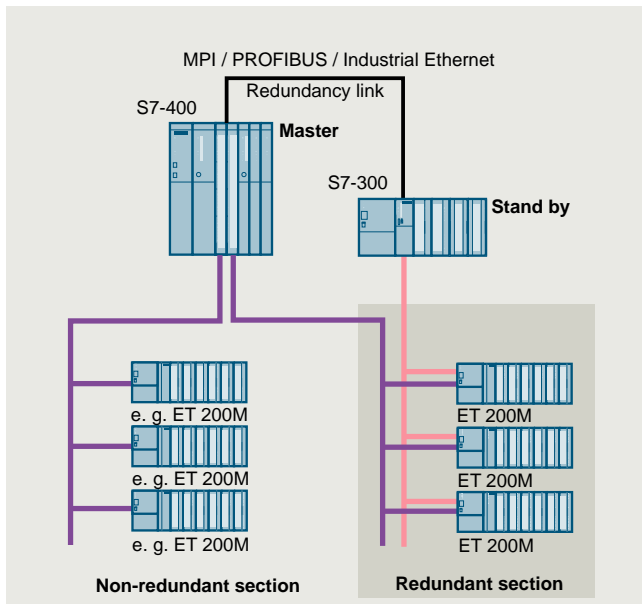 MPI / PROFIBUS / Industrial Ethernet
Redundancy link
S7-400
Master
S7-300
Stand by
e. g. ET 200M
ET 200M
e. g. ET 200M
ET 200M
e. g. ET 200M
ET 200M
Non-redundant section
Redundant section